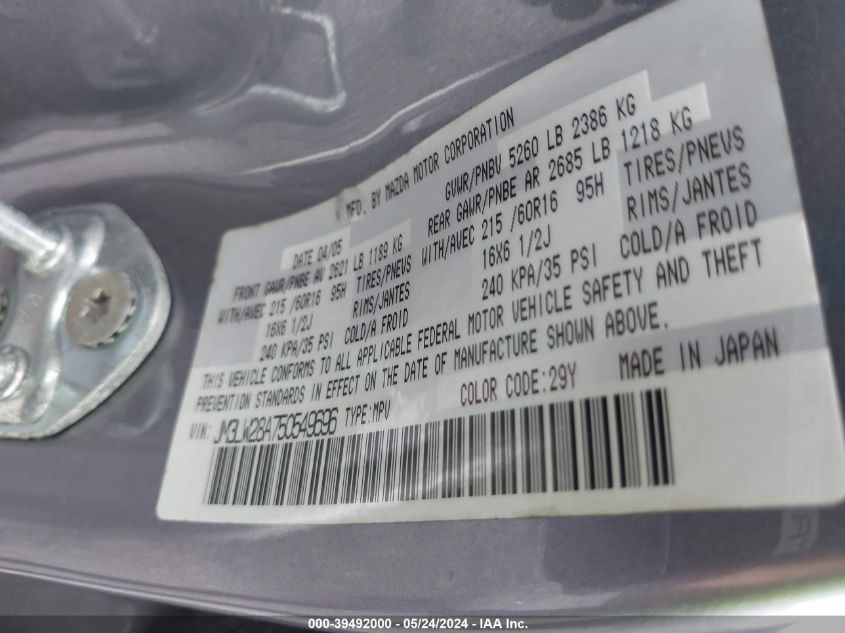 MFD. BY MAZDA MOTOR CORPORATION
DATE 04/05
GVWR/PNBV 5260 LB 2386 KG
FRONT GAWR/PNBE AV 2621 LB 1189 KG
REAR GAWR/PNBE AR 2685 LB 1218 KG
WITH/AVEC 215 /60R16 95H TIRES/PNEVS
WITH/AVEC 215 /60R16 95H TIRES/PNEVS
16X6 1/2J RIMS/JANTES
16X6 1/2J RIMS/JANTES
240 KPA/35 PSI COLD/A FROID
240 KPA/35 PSI COLD/A FROID
THIS VEHICLE CONFORMS TO ALL APPLICABLE FEDERAL MOTOR VEHICLE SAFETY AND THEFT
PREVENTION STANDARDS IN EFFECT ON THE DATE OF MANUFACTURE SHOWN ABOVE.
VIN: JM3LW28A750549696 TYPE:MPV COLOR CODE:29Y MADE IN JAPAN
000-39492000 - 05/24/2024 - IAA Inc.